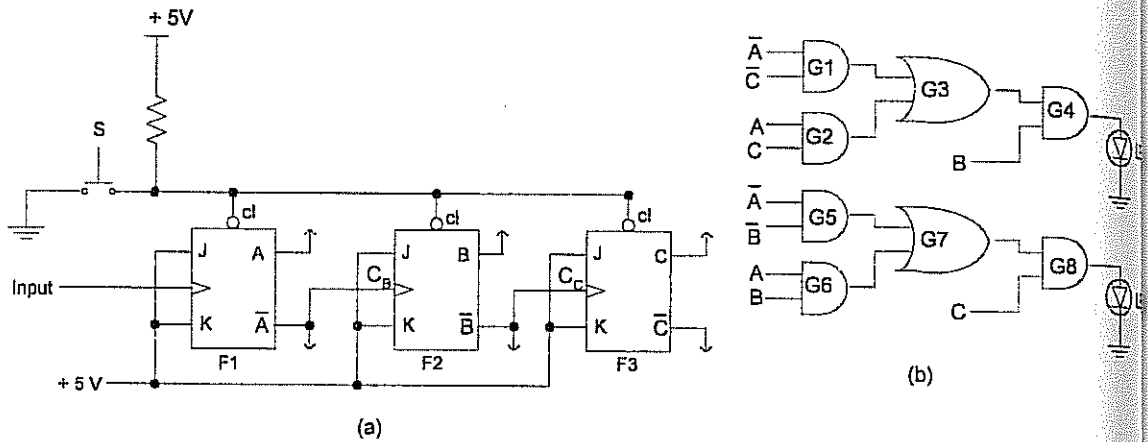 + 5V
S
cl
cl
cl
J
A
J
B
J
C
Input
C_B
C_C
K
A̅
K
B̅
K
C̅
F1
F2
F3
+ 5 V
(a)
A̅
C̅
G1
G3
A
C
G2
G4
B
A̅
B̅
G5
G7
A
B
G6
G8
C
(b)